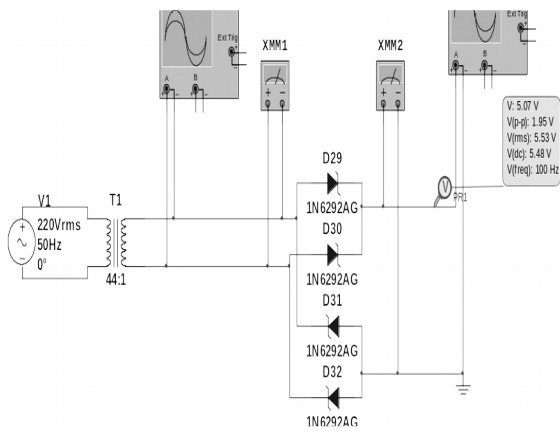 Ext Trig
+
A
B
XMM1
XMM2
Ext Trig
+
A
B
V: 5.07 V
V(p-p): 1.95 V
V(rms): 5.53 V
V(dc): 5.48 V
V(freq): 100 Hz
V
PR1
V1
220Vrms
50Hz
0°
T1
44:1
D29
1N6292AG
D30
1N6292AG
D31
1N6292AG
D32
1N6292AG